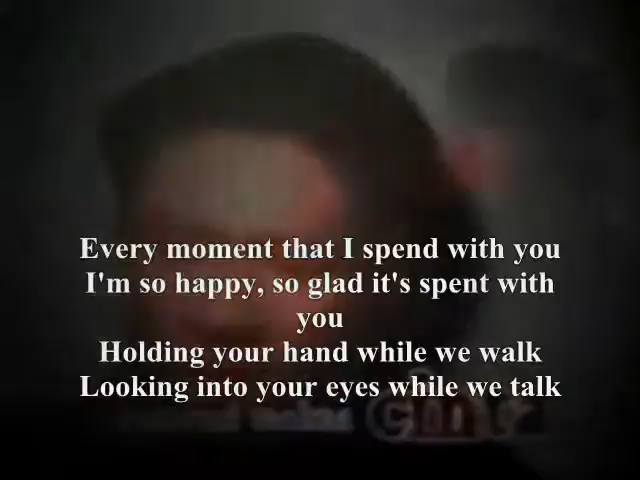 Every moment that I spend with you
I'm so happy, so glad it's spent with
you
Holding your hand while we walk
Looking into your eyes while we talk